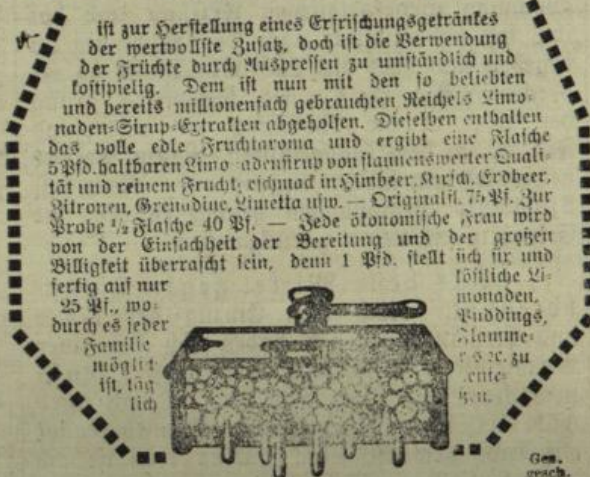 ist zur Herstellung eines Erfrischungsgetränkes
der wertvollste Zusatz, doch ist die Verwendung
der Früchte durch Auspressen zu umständlich und
kostspielig. Dem ist nun mit den so beliebten
und bereits millionenfach gebrauchten Reichels Limo-
naden-Sirup-Extrakten abgeholfen. Dieselben enthalten
das volle edle Fruchtaroma und ergibt eine Flasche
5 Pfd. haltbaren Limonadensirup von staunenswerter Quali-
tät und reinem Fruchtgeschmack in Himbeer, Kirsch, Erdbeer,
Zitronen, Grenadine, Limetta usw. — Originalfl. 75 Pf. Zur
Probe ½ Flasche 40 Pf. — Jede ökonomische Frau wird
von der Einfachheit der Bereitung und der großen
Billigkeit überrascht sein, denn 1 Pfd. stellt sich fix und
fertig auf nur
25 Pf., wo-
durch es jeder
Familie
möglich
ist, täg
lich
köstliche Li-
monaden,
Puddings,
Flamme-
zu
Ges.
gesch.